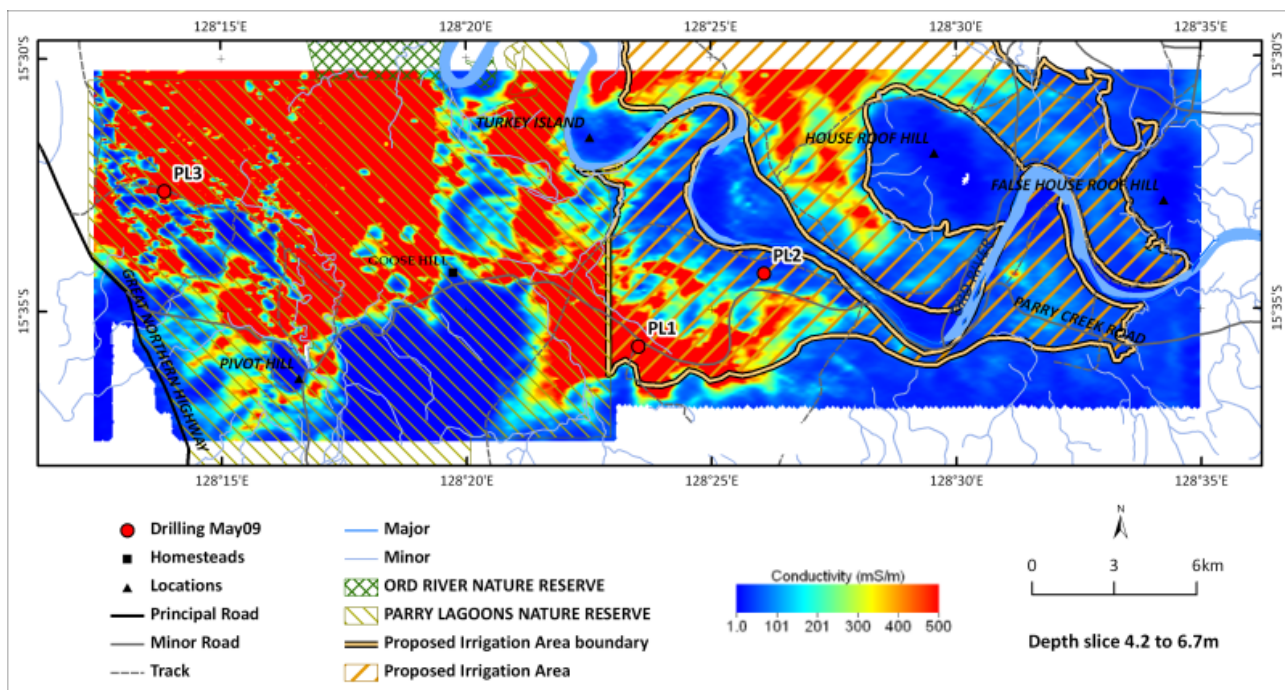 128°15'E 128°20'E 128°25'E 128°30'E 128°35'E
15°30'S
15°30'S
TURKEY ISLAND
HOUSE ROOF HILL
PL3
FALSE HOUSE ROOF HILL
GOOSE HILL
PL2
ORD RIVER
15°35'S
15°35'S
GREAT NORTHERN HIGHWAY
PARRY CREEK ROAD
PL1
PIVOT HILL
128°15'E 128°20'E 128°25'E 128°30'E 128°35'E
Drilling May09
Homesteads
Locations
Principal Road
Minor Road
Track
Major
Minor
ORD RIVER NATURE RESERVE
PARRY LAGOONS NATURE RESERVE
Proposed Irrigation Area boundary
Proposed Irrigation Area
Conductivity (mS/m)
1.0 101 201 300 400 500
N
0 3 6km
Depth slice 4.2 to 6.7m